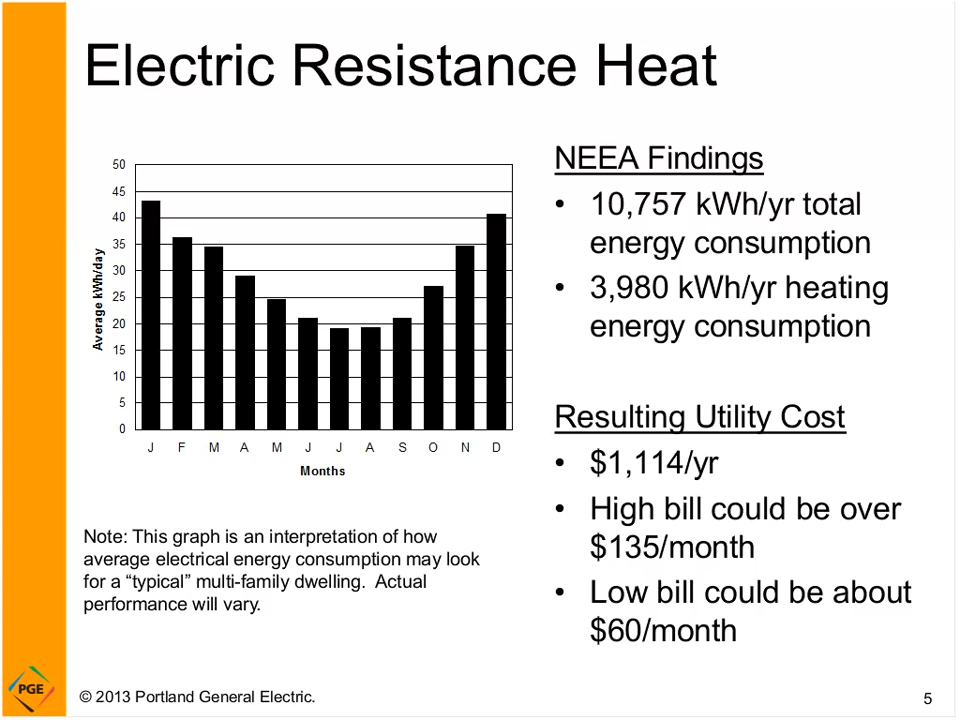 Electric Resistance Heat
50
45
40
35
30
25
20
15
10
5
0
Average kWh/day
J F M A M J J A S O N D
Months
Note: This graph is an interpretation of how
average electrical energy consumption may look
for a “typical” multi-family dwelling.  Actual
performance will vary.
NEEA Findings
• 10,757 kWh/yr total
energy consumption
• 3,980 kWh/yr heating
energy consumption
Resulting Utility Cost
• $1,114/yr
• High bill could be over
$135/month
• Low bill could be about
$60/month
PGE
© 2013 Portland General Electric.
5